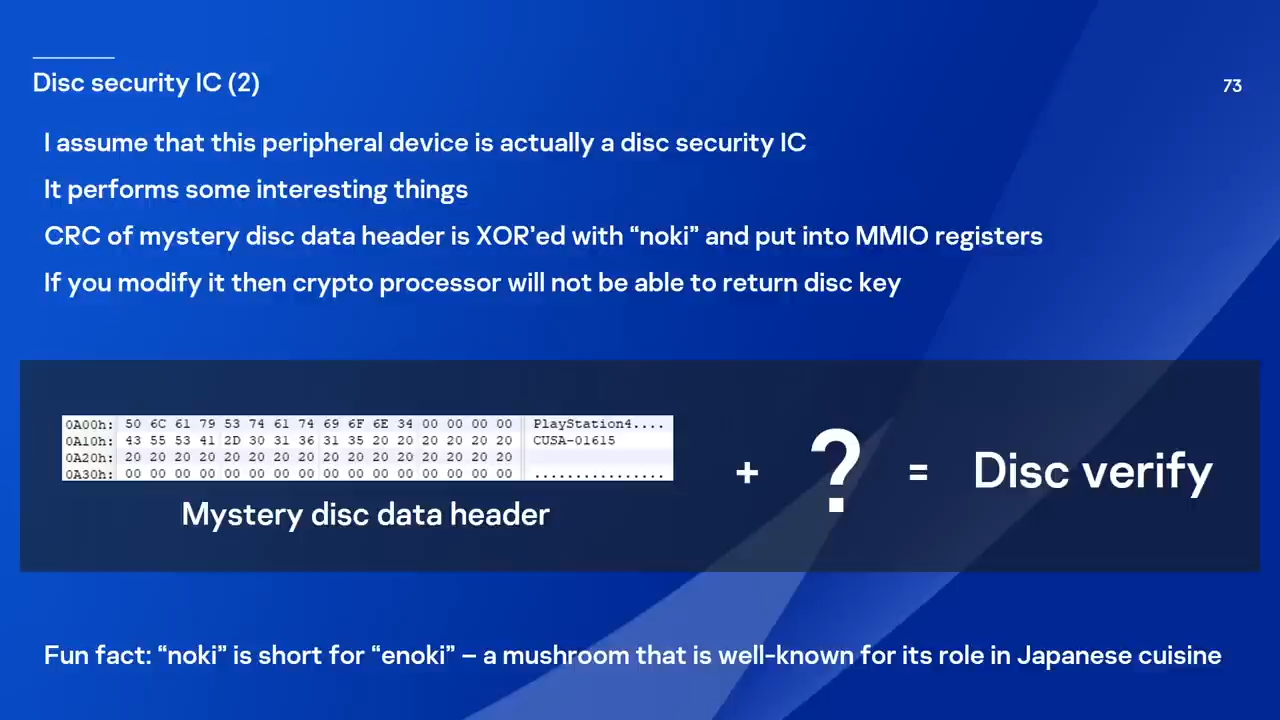 Disc security IC (2)
73
I assume that this peripheral device is actually a disc security IC
It performs some interesting things
CRC of mystery disc data header is XOR’ed with “noki” and put into MMIO registers
If you modify it then crypto processor will not be able to return disc key
0A00h: 50 6C 61 79 53 74 61 74 69 6F 6E 34 00 00 00 00 PlayStation4....
0A10h: 43 55 53 41 2D 30 31 36 31 35 20 20 20 20 20 20 CUSA-01615
0A20h: 20 20 20 20 20 20 20 20 20 20 20 20 20 20 20 20
0A30h: 00 00 00 00 00 00 00 00 00 00 00 00 00 00 00 00 ................
+ ? = Disc verify
Mystery disc data header
Fun fact: “noki” is short for “enoki” – a mushroom that is well-known for its role in Japanese cuisine